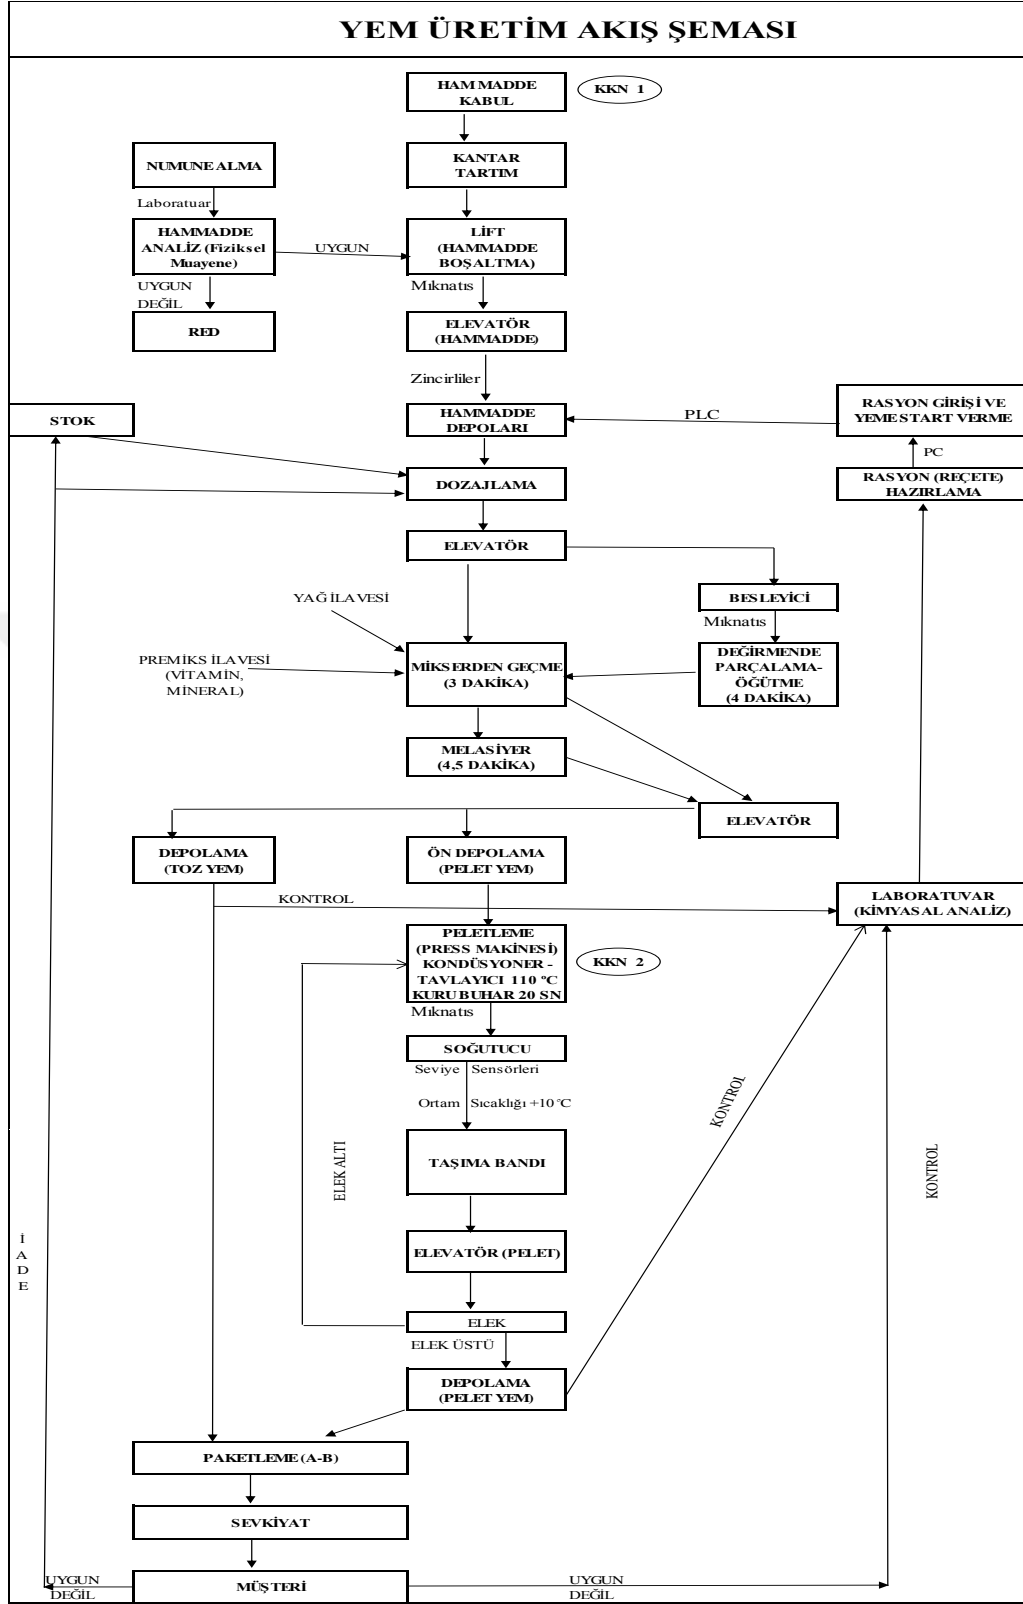 YEM ÜRETİM AKIŞ ŞEMASI
HAM MADDE
KABUL
KKN 1
NUMUNE ALMA
KANTAR
TARTIM
Laboratuar
HAMMADDE
ANALİZ (Fiziksel
Muayene)
UYGUN
LİFT
(HAMMADDE
BOŞALTMA)
UYGUN
DEĞİL
Mıknatıs
RED
ELEVATÖR
(HAMMADDE)
Zincirliler
STOK
HAMMADDE
DEPOLARI
PLC
RASYON GİRİŞİ VE
YEME START VERME
PC
DOZAJLAMA
RASYON (REÇETE)
HAZIRLAMA
ELEVATÖR
YAĞ İLAVESİ
BESLEYİCİ
Mıknatıs
PREMİKS İLAVESİ
(VİTAMİN,
MİNERAL)
MİKSERDEN GEÇME
(3 DAKİKA)
DEĞİRMENDE
PARÇALAMA-
ÖĞÜTME
(4 DAKİKA)
MELASİYER
(4,5 DAKİKA)
ELEVATÖR
DEPOLAMA
(TOZ YEM)
ÖN DEPOLAMA
(PELET YEM)
KONTROL
LABORATUVAR
(KİMYASAL ANALİZ)
PELETLEME
(PRESS MAKİNESİ)
KONDÜSYONER -
TAVLAYICI 110 °C
KURU BUHAR 20 SN
KKN 2
Mıknatıs
SOĞUTUCU
Seviye Sensörleri
Ortam Sıcaklığı +10 °C
KONTROL
TAŞIMA BANDI
ELEK ALTI
KONTROL
İADE
ELEVATÖR (PELET)
ELEK
ELEK ÜSTÜ
DEPOLAMA
(PELET YEM)
PAKETLEME (A-B)
SEVKİYAT
UYGUN
DEĞİL
MÜŞTERİ
UYGUN
DEĞİL